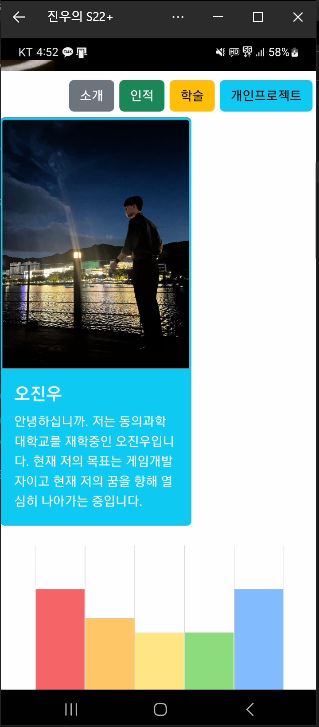 진우의 S22+
KT 4:52
58%
소개 인적 학술 개인프로젝트
오진우
안녕하십니까. 저는 동의과학
대학교를 재학중인 오진우입니
다. 현재 저의 목표는 게임개발
자이고 현재 저의 꿈을 향해 열
심히 나아가는 중입니다.